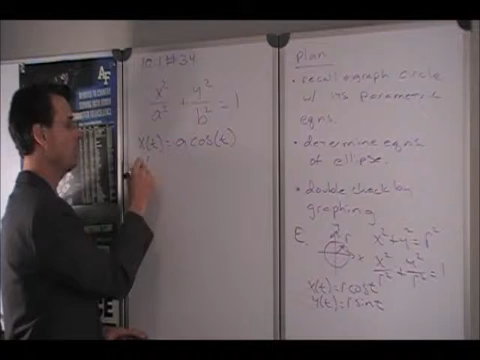 10.1 #34
x²/a² + y²/b² = 1
x(t) = a cos(t)
AF
plan
• recall & graph circle
w/ its parametric
eqns.
• determine eqns
of ellipse.
• double check by
graphing
E.
r
x
x² + y² = r²
x²/r² + y²/r² = 1
x(t) = r cos t
y(t) = r sin t